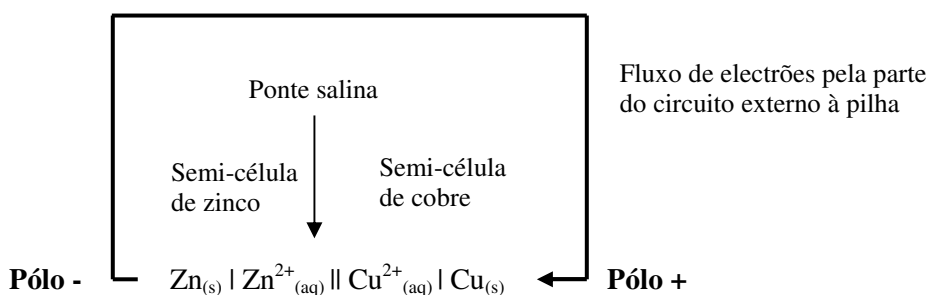 Ponte salina
Fluxo de electrões pela parte
do circuito externo à pilha
Semi-célula
de zinco
Semi-célula
de cobre
Pólo - Zn(s) | Zn2+(aq) || Cu2+(aq) | Cu(s) Pólo +